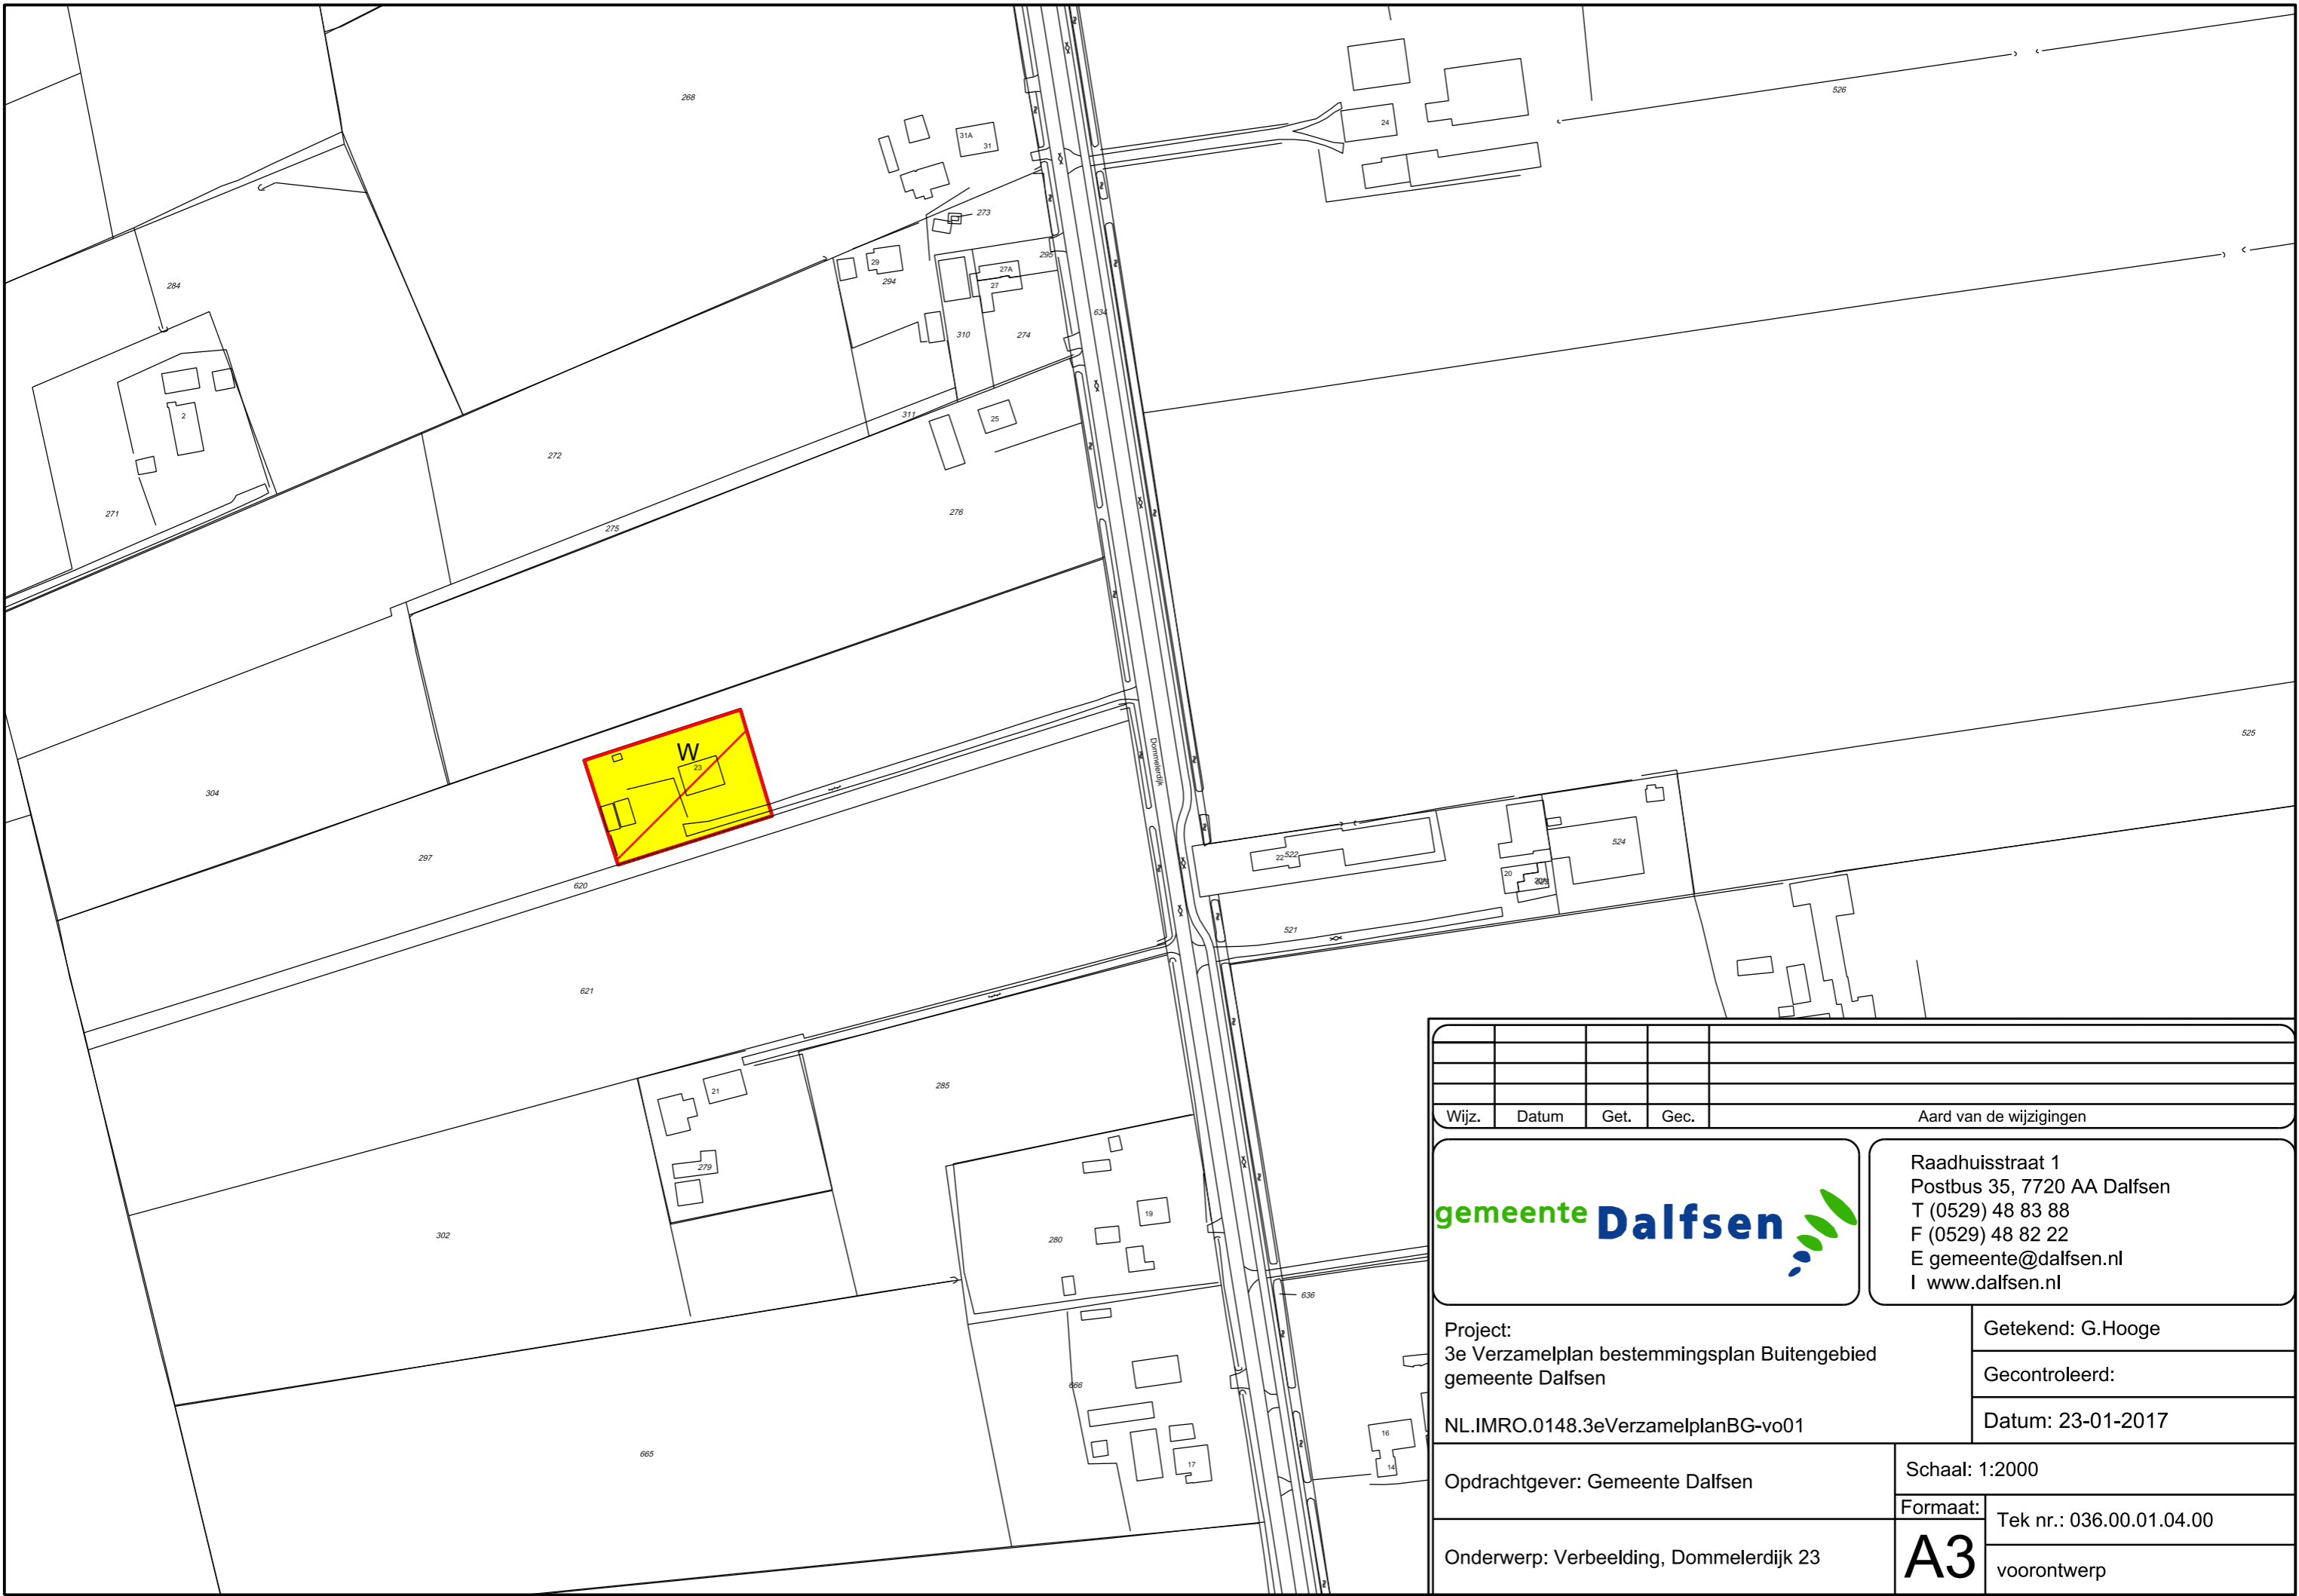 268
526
31A
31
24
273
29
294
27A
27
295
284
310
274
634
2
311
25
272
271
275
276
W
23
Dommelerdijk
525
304
297
620
22
522
524
20
521
621
21
285
279
19
280
302
636
666
665
17
16
14
Wijz. Datum Get. Gec. Aard van de wijzigingen
gemeente Dalfsen
Raadhuisstraat 1
Postbus 35, 7720 AA Dalfsen
T (0529) 48 83 88
F (0529) 48 82 22
E gemeente@dalfsen.nl
I www.dalfsen.nl
Project:
3e Verzamelplan bestemmingsplan Buitengebied
gemeente Dalfsen
NL.IMRO.0148.3eVerzamelplanBG-vo01
Getekend: G.Hooge
Gecontroleerd:
Datum: 23-01-2017
Opdrachtgever: Gemeente Dalfsen
Schaal: 1:2000
Formaat:
A3
Tek nr.: 036.00.01.04.00
Onderwerp: Verbeelding, Dommelerdijk 23
voorontwerp